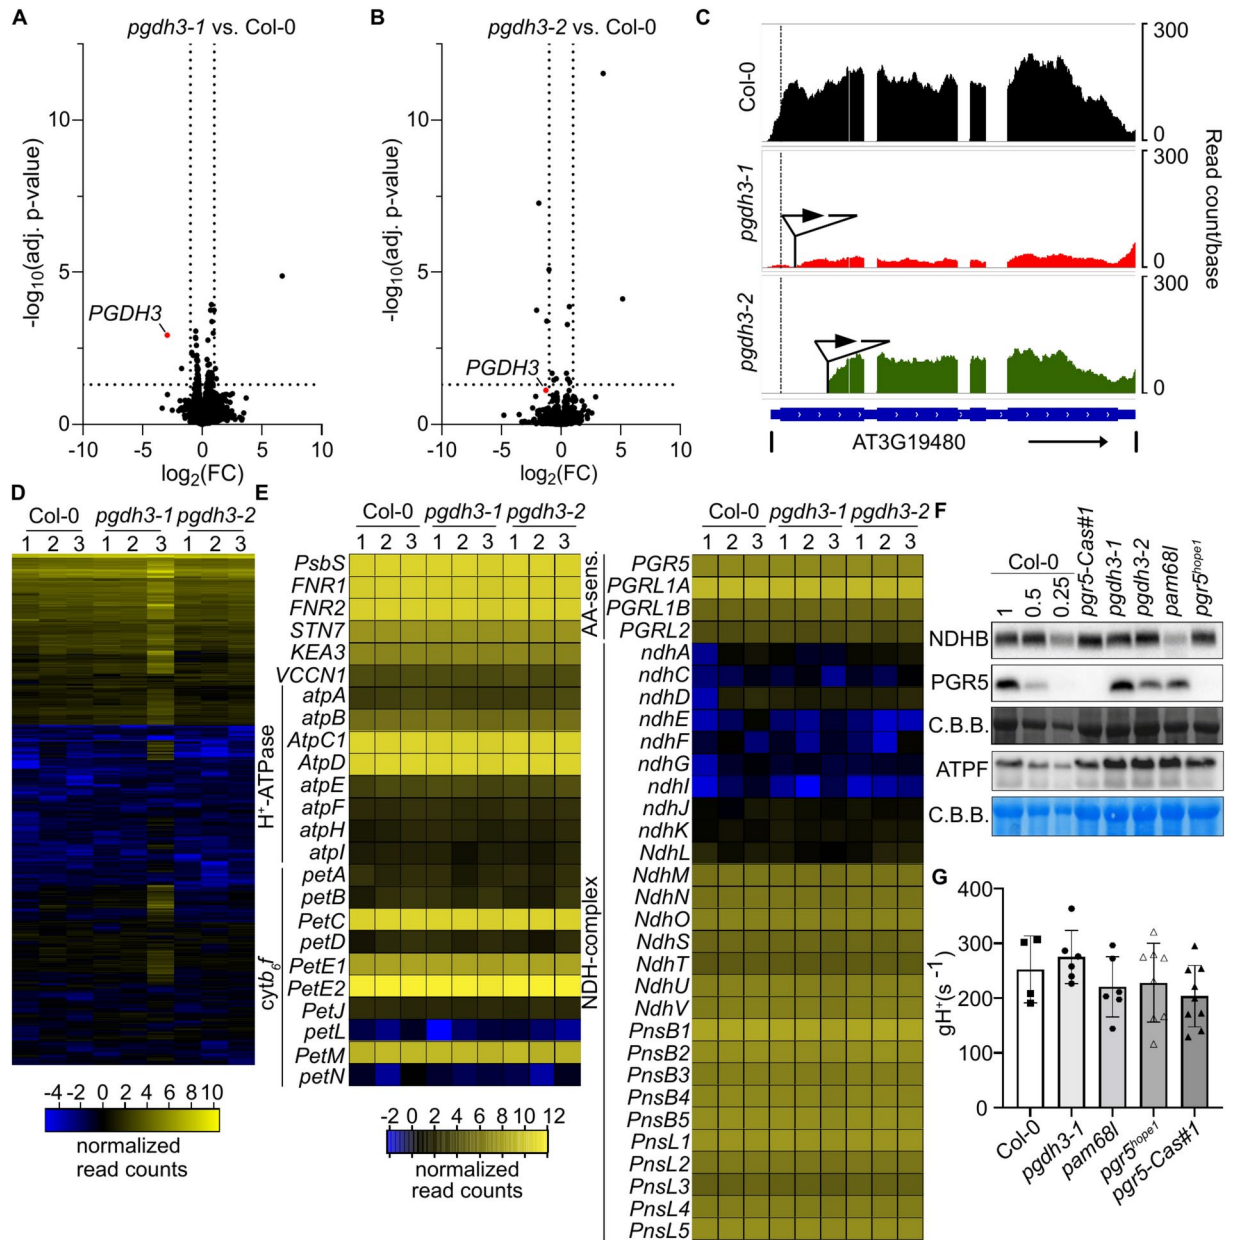 A
pgdh3-1 vs. Col-0
-log10(adj. p-value)
10
5
0
PGDH3
-10 -5 0 5 10
log2(FC)
B
pgdh3-2 vs. Col-0
-log10(adj. p-value)
10
5
0
PGDH3
-10 -5 0 5 10
log2(FC)
C
Col-0
300
0
pgdh3-1
300
0
pgdh3-2
300
0
Read count/base
AT3G19480
D
Col-0 pgdh3-1 pgdh3-2
1 2 3 1 2 3 1 2 3
-4 -2 0 2 4 6 8 10
normalized
read counts
E
Col-0 pgdh3-1 pgdh3-2
1 2 3 1 2 3 1 2 3
PsbS
FNR1
FNR2
STN7
KEA3
VCCN1
H+-ATPase
atpA
atpB
AtpC1
AtpD
atpE
atpF
atpH
atpI
cytb6f
petA
petB
PetC
petD
PetE1
PetE2
PetJ
petL
PetM
petN
-2 0 2 4 6 8 10 12
normalized
read counts
Col-0 pgdh3-1 pgdh3-2
1 2 3 1 2 3 1 2 3
AA-sens.
PGR5
PGRL1A
PGRL1B
PGRL2
NDH-complex
ndhA
ndhC
ndhD
ndhE
ndhF
ndhG
ndhI
ndhJ
ndhK
NdhL
NdhM
NdhN
NdhO
NdhS
NdhT
NdhU
NdhV
PnsB1
PnsB2
PnsB3
PnsB4
PnsB5
PnsL1
PnsL2
PnsL3
PnsL4
PnsL5
F
Col-0
1 0.5 0.25 pgr5-Cas#1 pgdh3-1 pgdh3-2 pam68l pgr5hope1
NDHB
PGR5
C.B.B.
ATPF
C.B.B.
G
gH+(s-1)
400
300
200
100
0
Col-0 pgdh3-1 pam68l pgr5hope1 pgr5-Cas#1